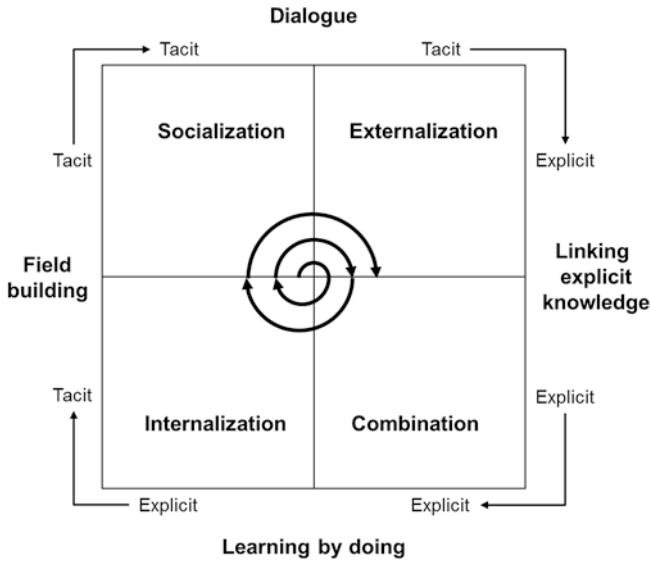 Dialogue
Tacit
Tacit
Tacit
Socialization
Externalization
Explicit
Field
building
Linking
explicit
knowledge
Tacit
Internalization
Combination
Explicit
Explicit
Explicit
Learning by doing